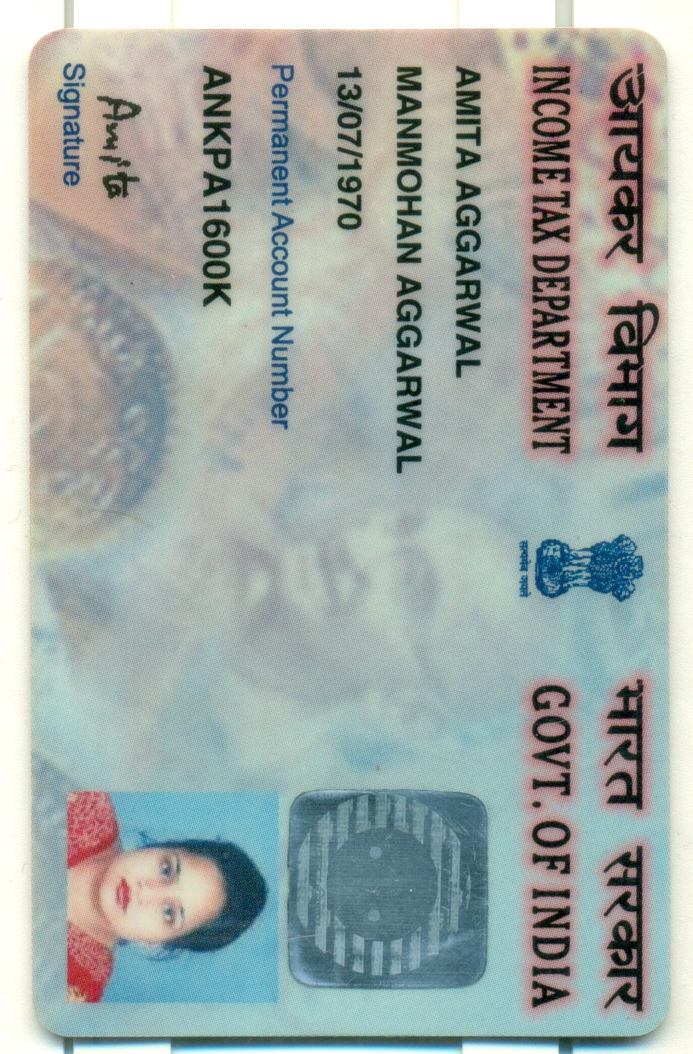 आयकर विभाग
INCOME TAX DEPARTMENT
सत्यमेव जयते
भारत सरकार
GOVT. OF INDIA
AMITA AGGARWAL
MANMOHAN AGGARWAL
13/07/1970
Permanent Account Number
ANKPA1600K
Amita
Signature